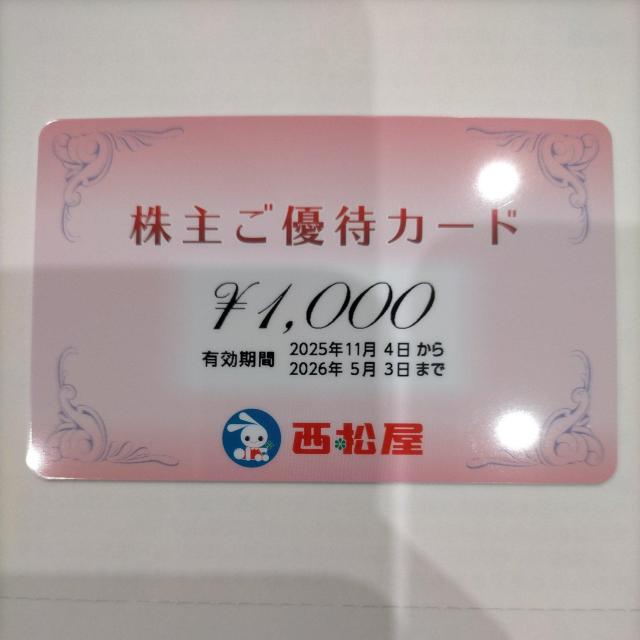 株主ご優待カード
¥1,000
有効期間 2025年11月 4日 から
2026年 5月 3日 まで
西松屋